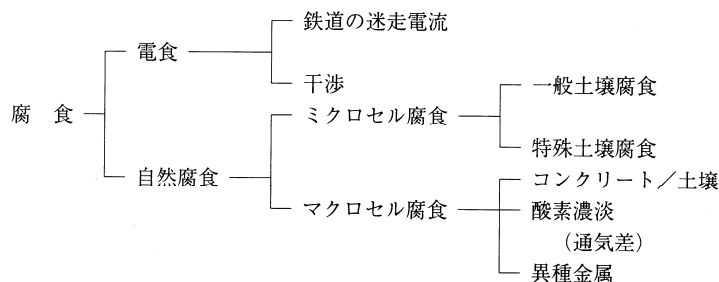 鉄道の迷走電流
電食
干渉
一般土壌腐食
腐　食
ミクロセル腐食
特殊土壌腐食
自然腐食
コンクリート／土壌
マクロセル腐食
酸素濃淡
（通気差）
異種金属